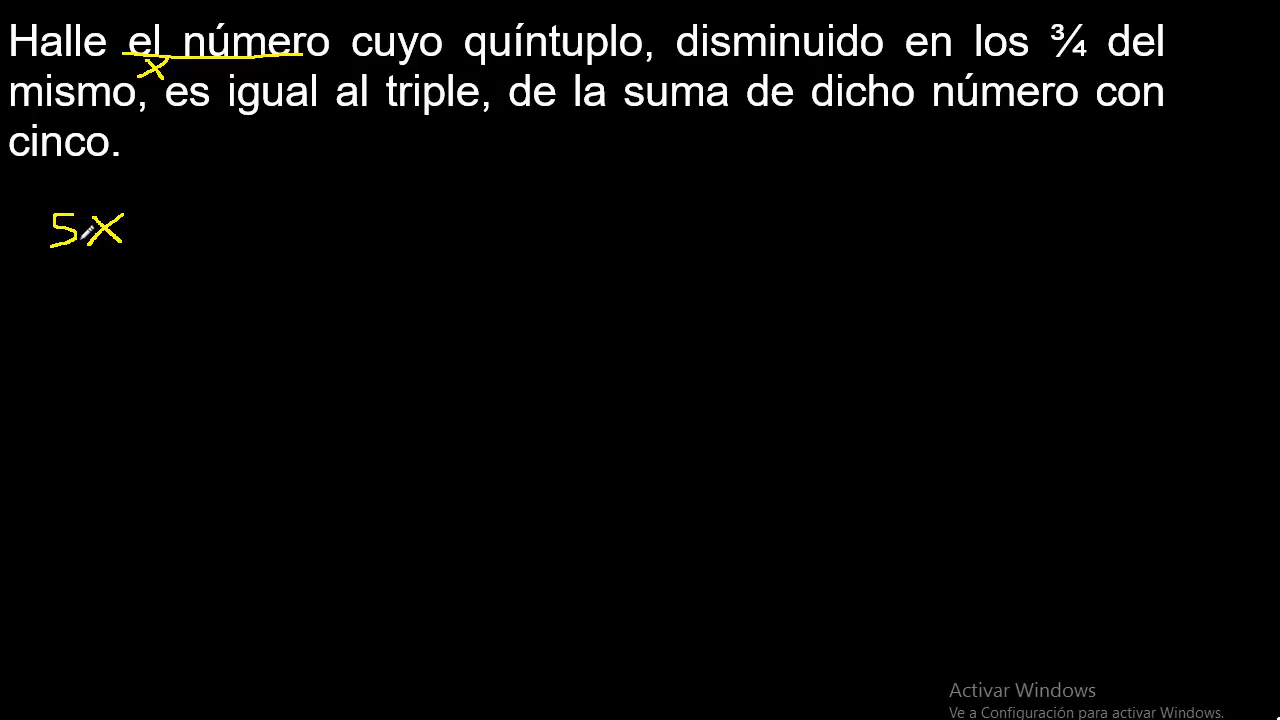 Halle el número cuyo quíntuplo, disminuido en los ¾ del
x
mismo, es igual al triple, de la suma de dicho número con
cinco.
5x
Activar Windows
Ve a Configuración para activar Windows.